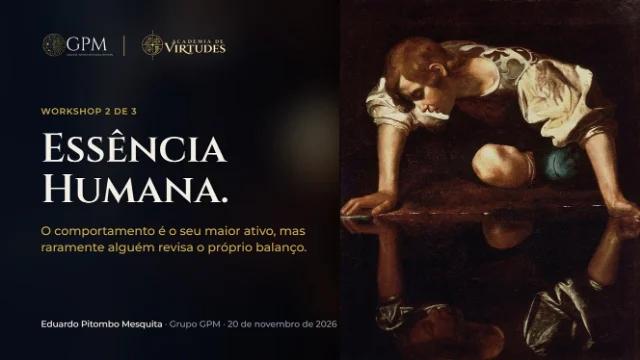 GPM
ACADEMIA DE
VIRTUDES
WORKSHOP 2 DE 3
ESSÊNCIA
HUMANA.
O comportamento é o seu maior ativo, mas
raramente alguém revisa o próprio balanço.
Eduardo Pitombo Mesquita · Grupo GPM · 20 de novembro de 2026